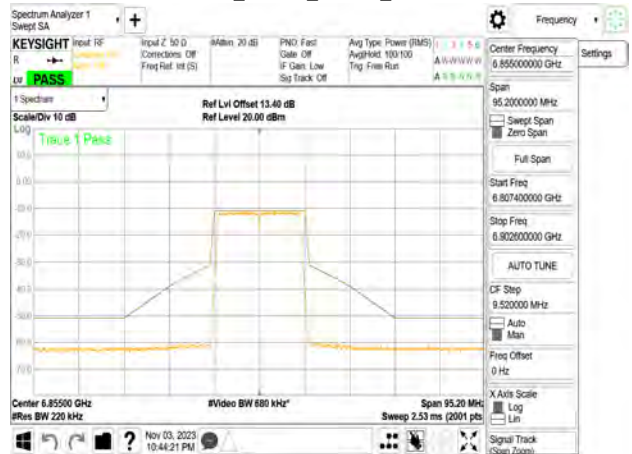 Spectrum Analyzer 1
Swept SA
+
Frequency
KEYSIGHT
Input: RF
R
PASS
Input Z: 50 Ω
Corrections: Off
Freq Ref: Int (S)
#Atten: 20 dB
PNO: Fast
Gate: Off
IF Gain: Low
Sig Track: Off
Avg Type: Power (RMS)
Avg|Hold: 100/100
Trig: Free Run
1 Spectrum
Scale/Div 10 dB
Log
Ref Lvl Offset 13.40 dB
Ref Level 20.00 dBm
Trace 1 Pass
Center 6.85500 GHz
#Res BW 220 kHz
#Video BW 680 kHz*
Span 95.20 MHz
Sweep 2.53 ms (2001 pts
Nov 03, 2023
10:44:21 PM
Settings
Center Frequency
6.855000000 GHz
Span
95.2000000 MHz
Swept Span
Zero Span
Full Span
Start Freq
6.807400000 GHz
Stop Freq
6.902600000 GHz
AUTO TUNE
CF Step
9.520000 MHz
Auto
Man
Freq Offset
0 Hz
X Axis Scale
Log
Lin
Signal Track
(Span Zoom)